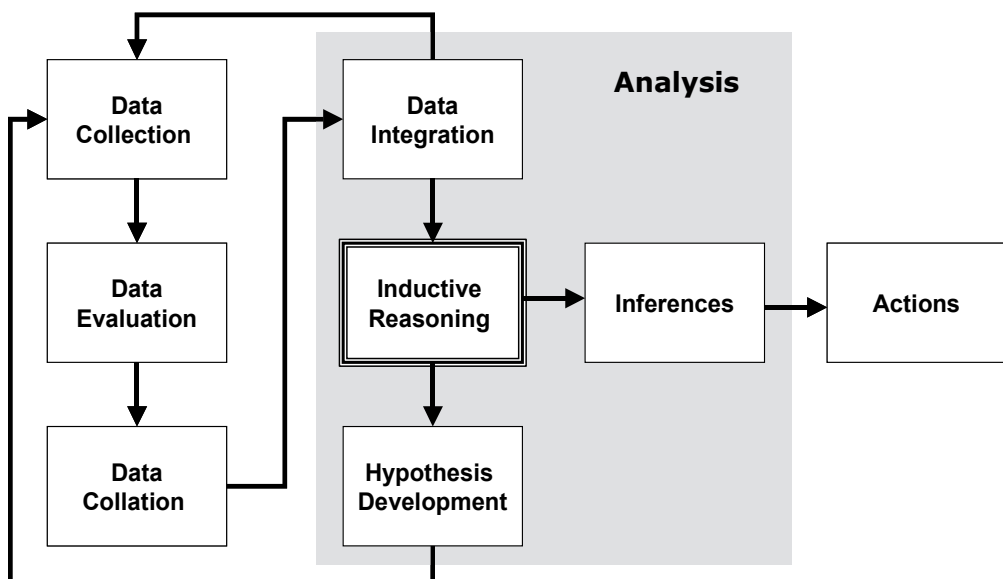 Analysis
Data
Collection
Data
Integration
Data
Evaluation
Inductive
Reasoning
Inferences
Actions
Data
Collation
Hypothesis
Development